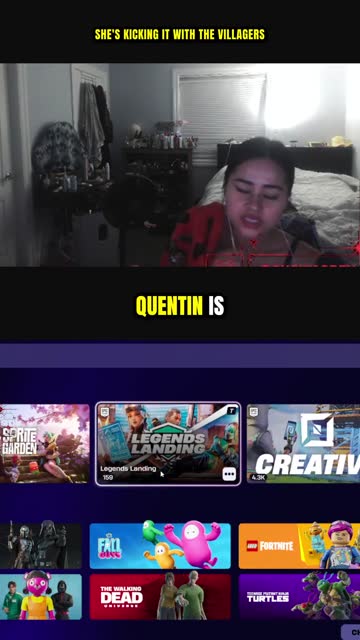 SHE'S KICKING IT WITH THE VILLAGERS
QUENTIN IS
SPRITE GARDEN
LEGENDS LANDING
Legends Landing
159
T
CREATIV
4.3K
FALL GUYS
LEGO FORTNITE
THE WALKING DEAD UNIVERSE
TEENAGE MUTANT NINJA
TURTLES